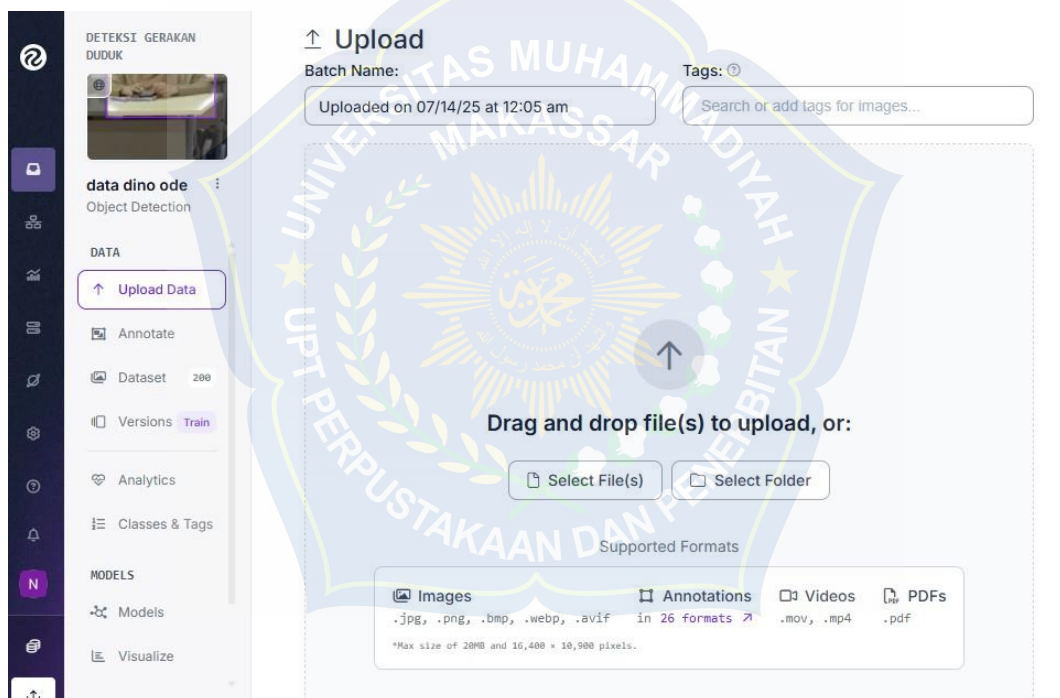 DETEKSI GERAKAN
DUDUK
data dino ode
Object Detection
DATA
Upload Data
Annotate
Dataset 200
Versions Train
Analytics
Classes & Tags
MODELS
Models
Visualize
N
Upload
Batch Name:
Uploaded on 07/14/25 at 12:05 am
Tags:
Search or add tags for images...
Drag and drop file(s) to upload, or:
Select File(s)
Select Folder
Supported Formats
Images
.jpg, .png, .bmp, .webp, .avif
*Max size of 20MB and 16,400 × 10,900 pixels.
Annotations
in 26 formats
Videos
.mov, .mp4
PDFs
.pdf
UNIVERSITAS MUHAMMADIYAH
MAKASSAR
UPT PERPUSTAKAAN DAN PENERBITAN